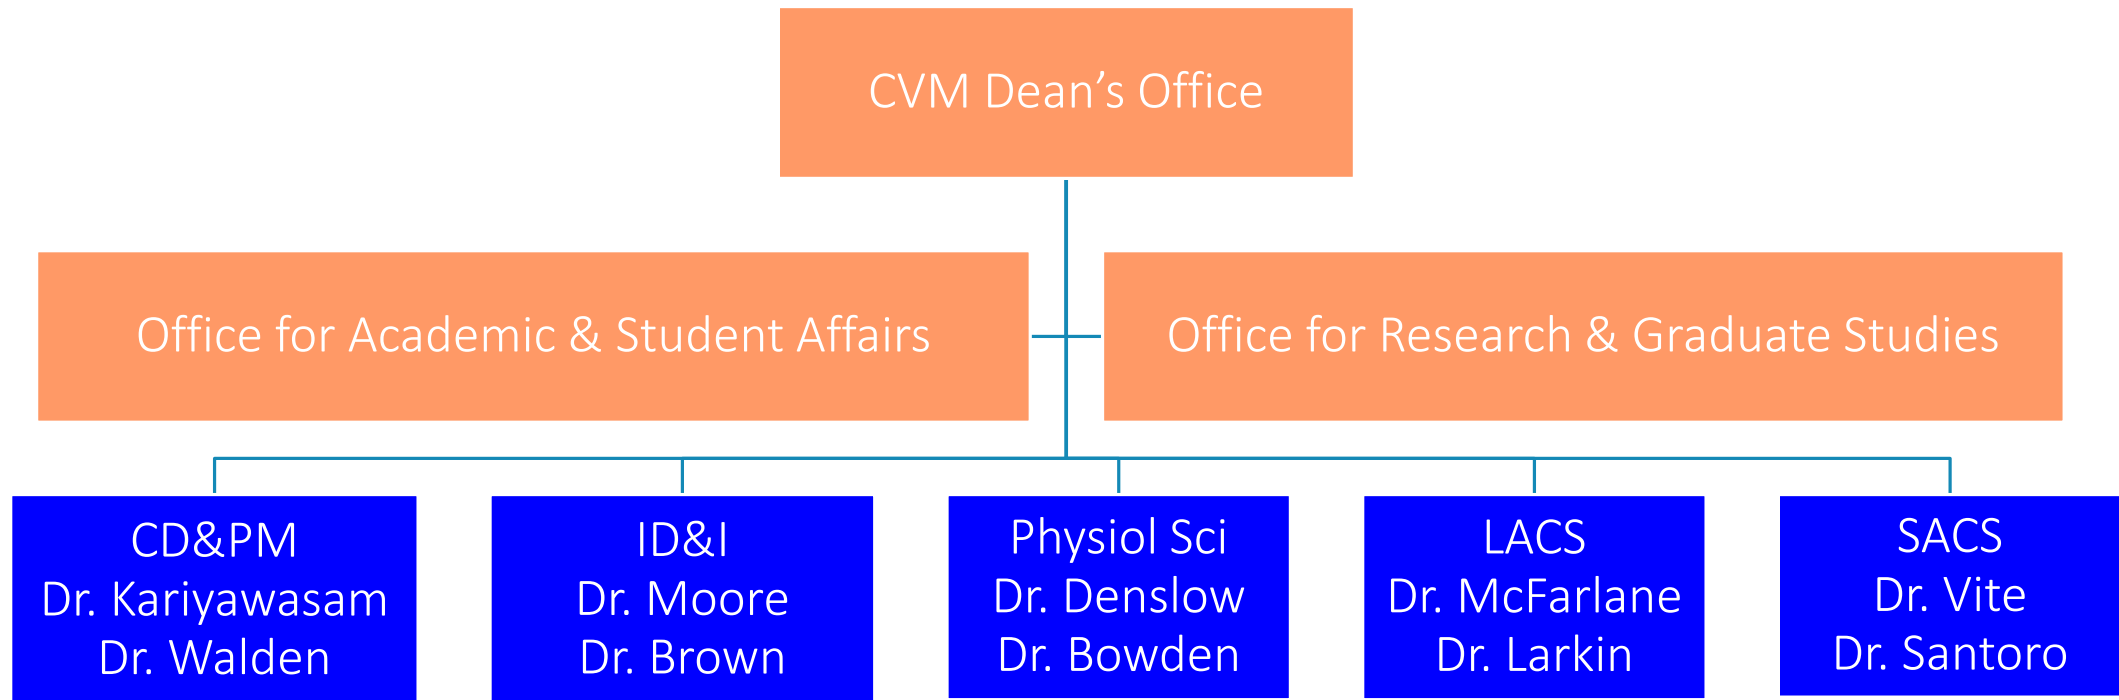 CVM Dean’s Office
Office for Academic & Student Affairs
Office for Research & Graduate Studies
CD&PM
Dr. Kariyawasam
Dr. Walden
ID&I
Dr. Moore
Dr. Brown
Physiol Sci
Dr. Denslow
Dr. Bowden
LACS
Dr. McFarlane
Dr. Larkin
SACS
Dr. Vite
Dr. Santoro